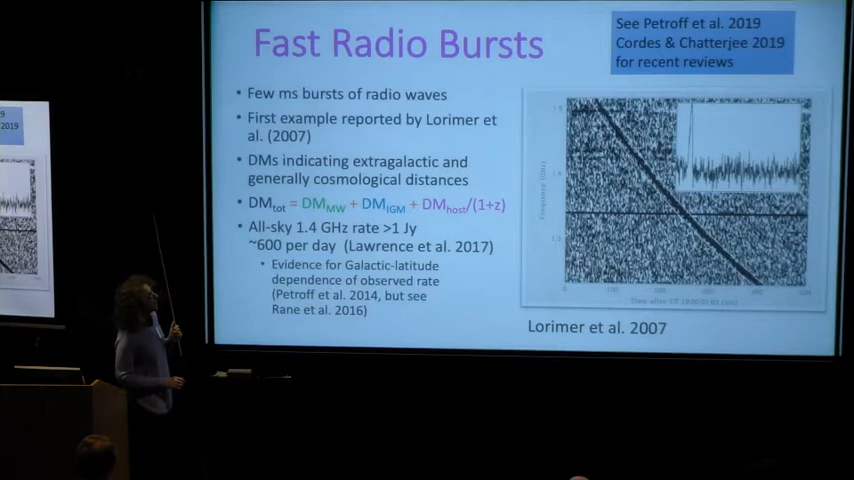 Fast Radio Bursts
See Petroff et al. 2019
Cordes & Chatterjee 2019
for recent reviews
• Few ms bursts of radio waves
• First example reported by Lorimer et
al. (2007)
• DMs indicating extragalactic and
generally cosmological distances
• DMtot = DMMW + DMIGM + DMhost/(1+z)
• All-sky 1.4 GHz rate >1 Jy
~600 per day (Lawrence et al. 2017)
• Evidence for Galactic-latitude
dependence of observed rate
(Petroff et al. 2014, but see
Rane et al. 2016)
Lorimer et al. 2007
2019